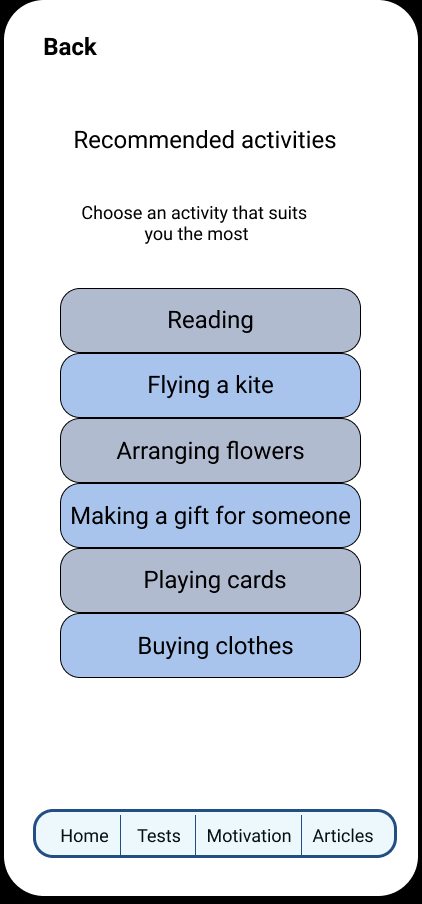 Back
Recommended activities
Choose an activity that suits
you the most
Reading
Flying a kite
Arranging flowers
Making a gift for someone
Playing cards
Buying clothes
Home Tests Motivation Articles